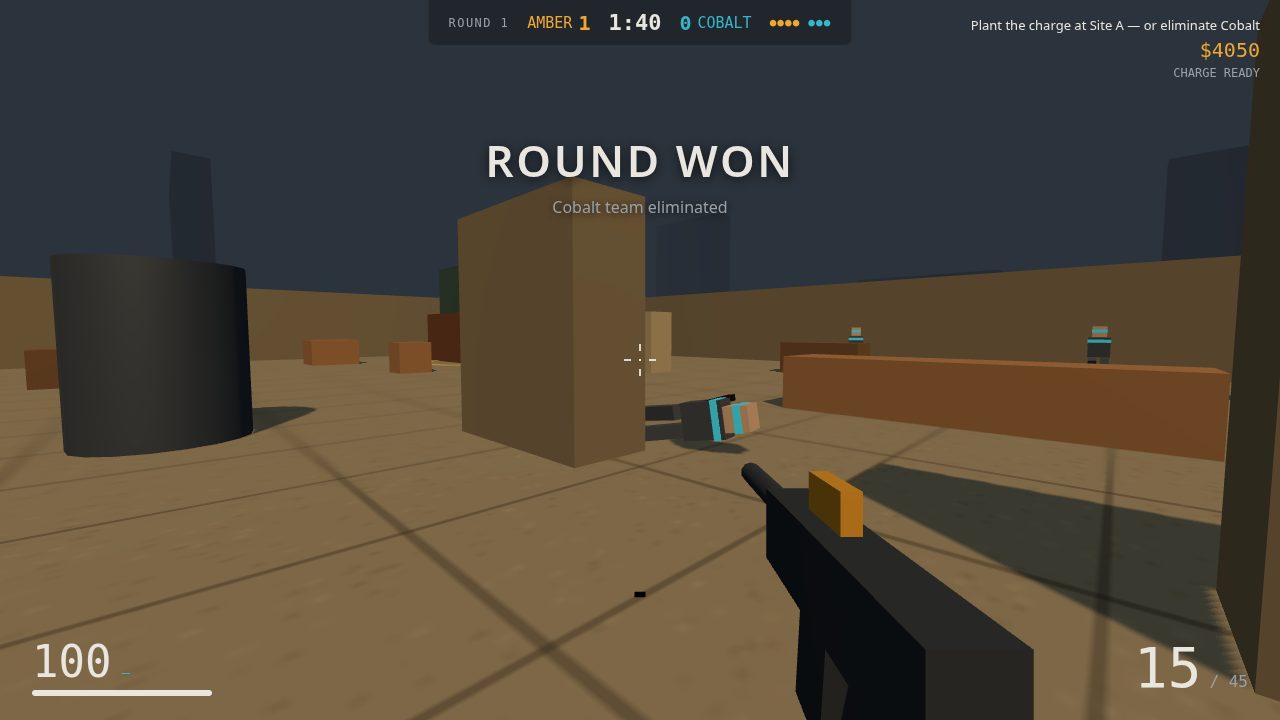 ROUND 1 AMBER 1 1:40 0 COBALT
Plant the charge at Site A — or eliminate Cobalt
$4050
CHARGE READY
ROUND WON
Cobalt team eliminated
100
15 / 45